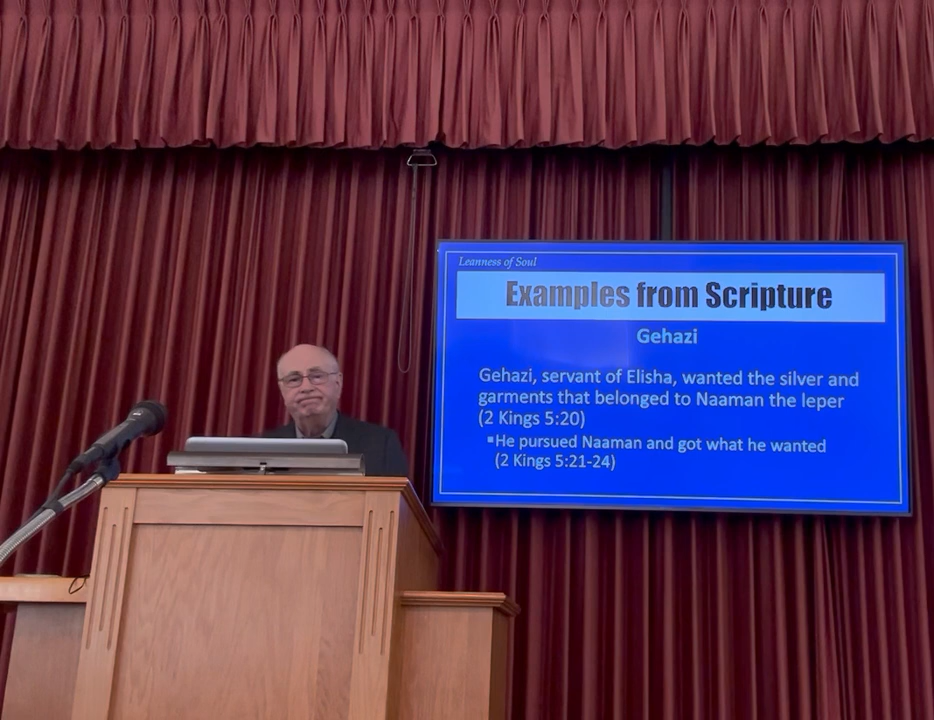 Leanness of Soul
Examples from Scripture
Gehazi
Gehazi, servant of Elisha, wanted the silver and
garments that belonged to Naaman the leper
(2 Kings 5:20)
▪He pursued Naaman and got what he wanted
(2 Kings 5:21-24)